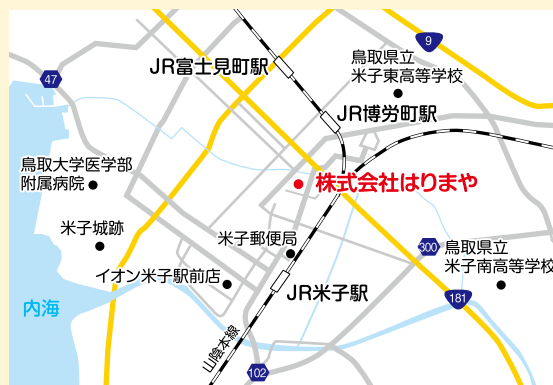 9
鳥取県立
米子東高等学校
JR富士見町駅
47
JR博労町駅
鳥取大学医学部
附属病院
株式会社はりまや
米子城跡
米子郵便局
300
鳥取県立
米子南高等学校
イオン米子駅前店
JR米子駅
181
内海
山陰本線
102